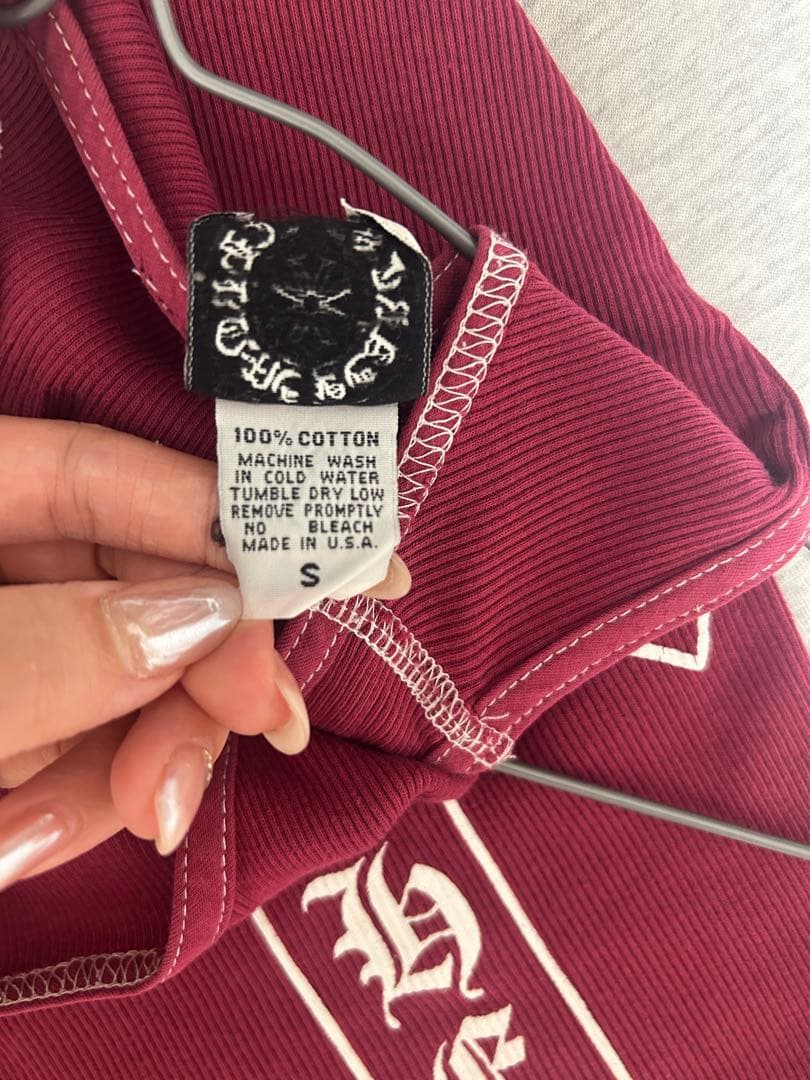 100% COTTON
MACHINE WASH
IN COLD WATER
TUMBLE DRY LOW
REMOVE PROMPTLY
NO BLEACH
MADE IN U.S.A.
S
H
e